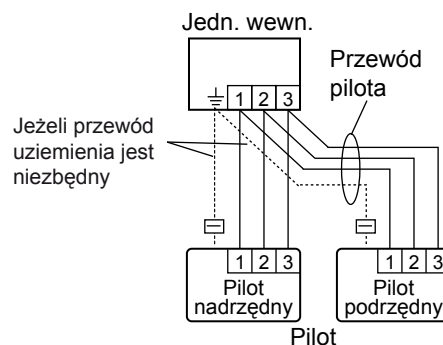 Jedn. wewn.
Przewód
pilota
1 2 3
Jeżeli przewód
uziemienia jest
niezbędny
1 2 3
Pilot
nadrzędny
1 2 3
Pilot
podrzędny
Pilot